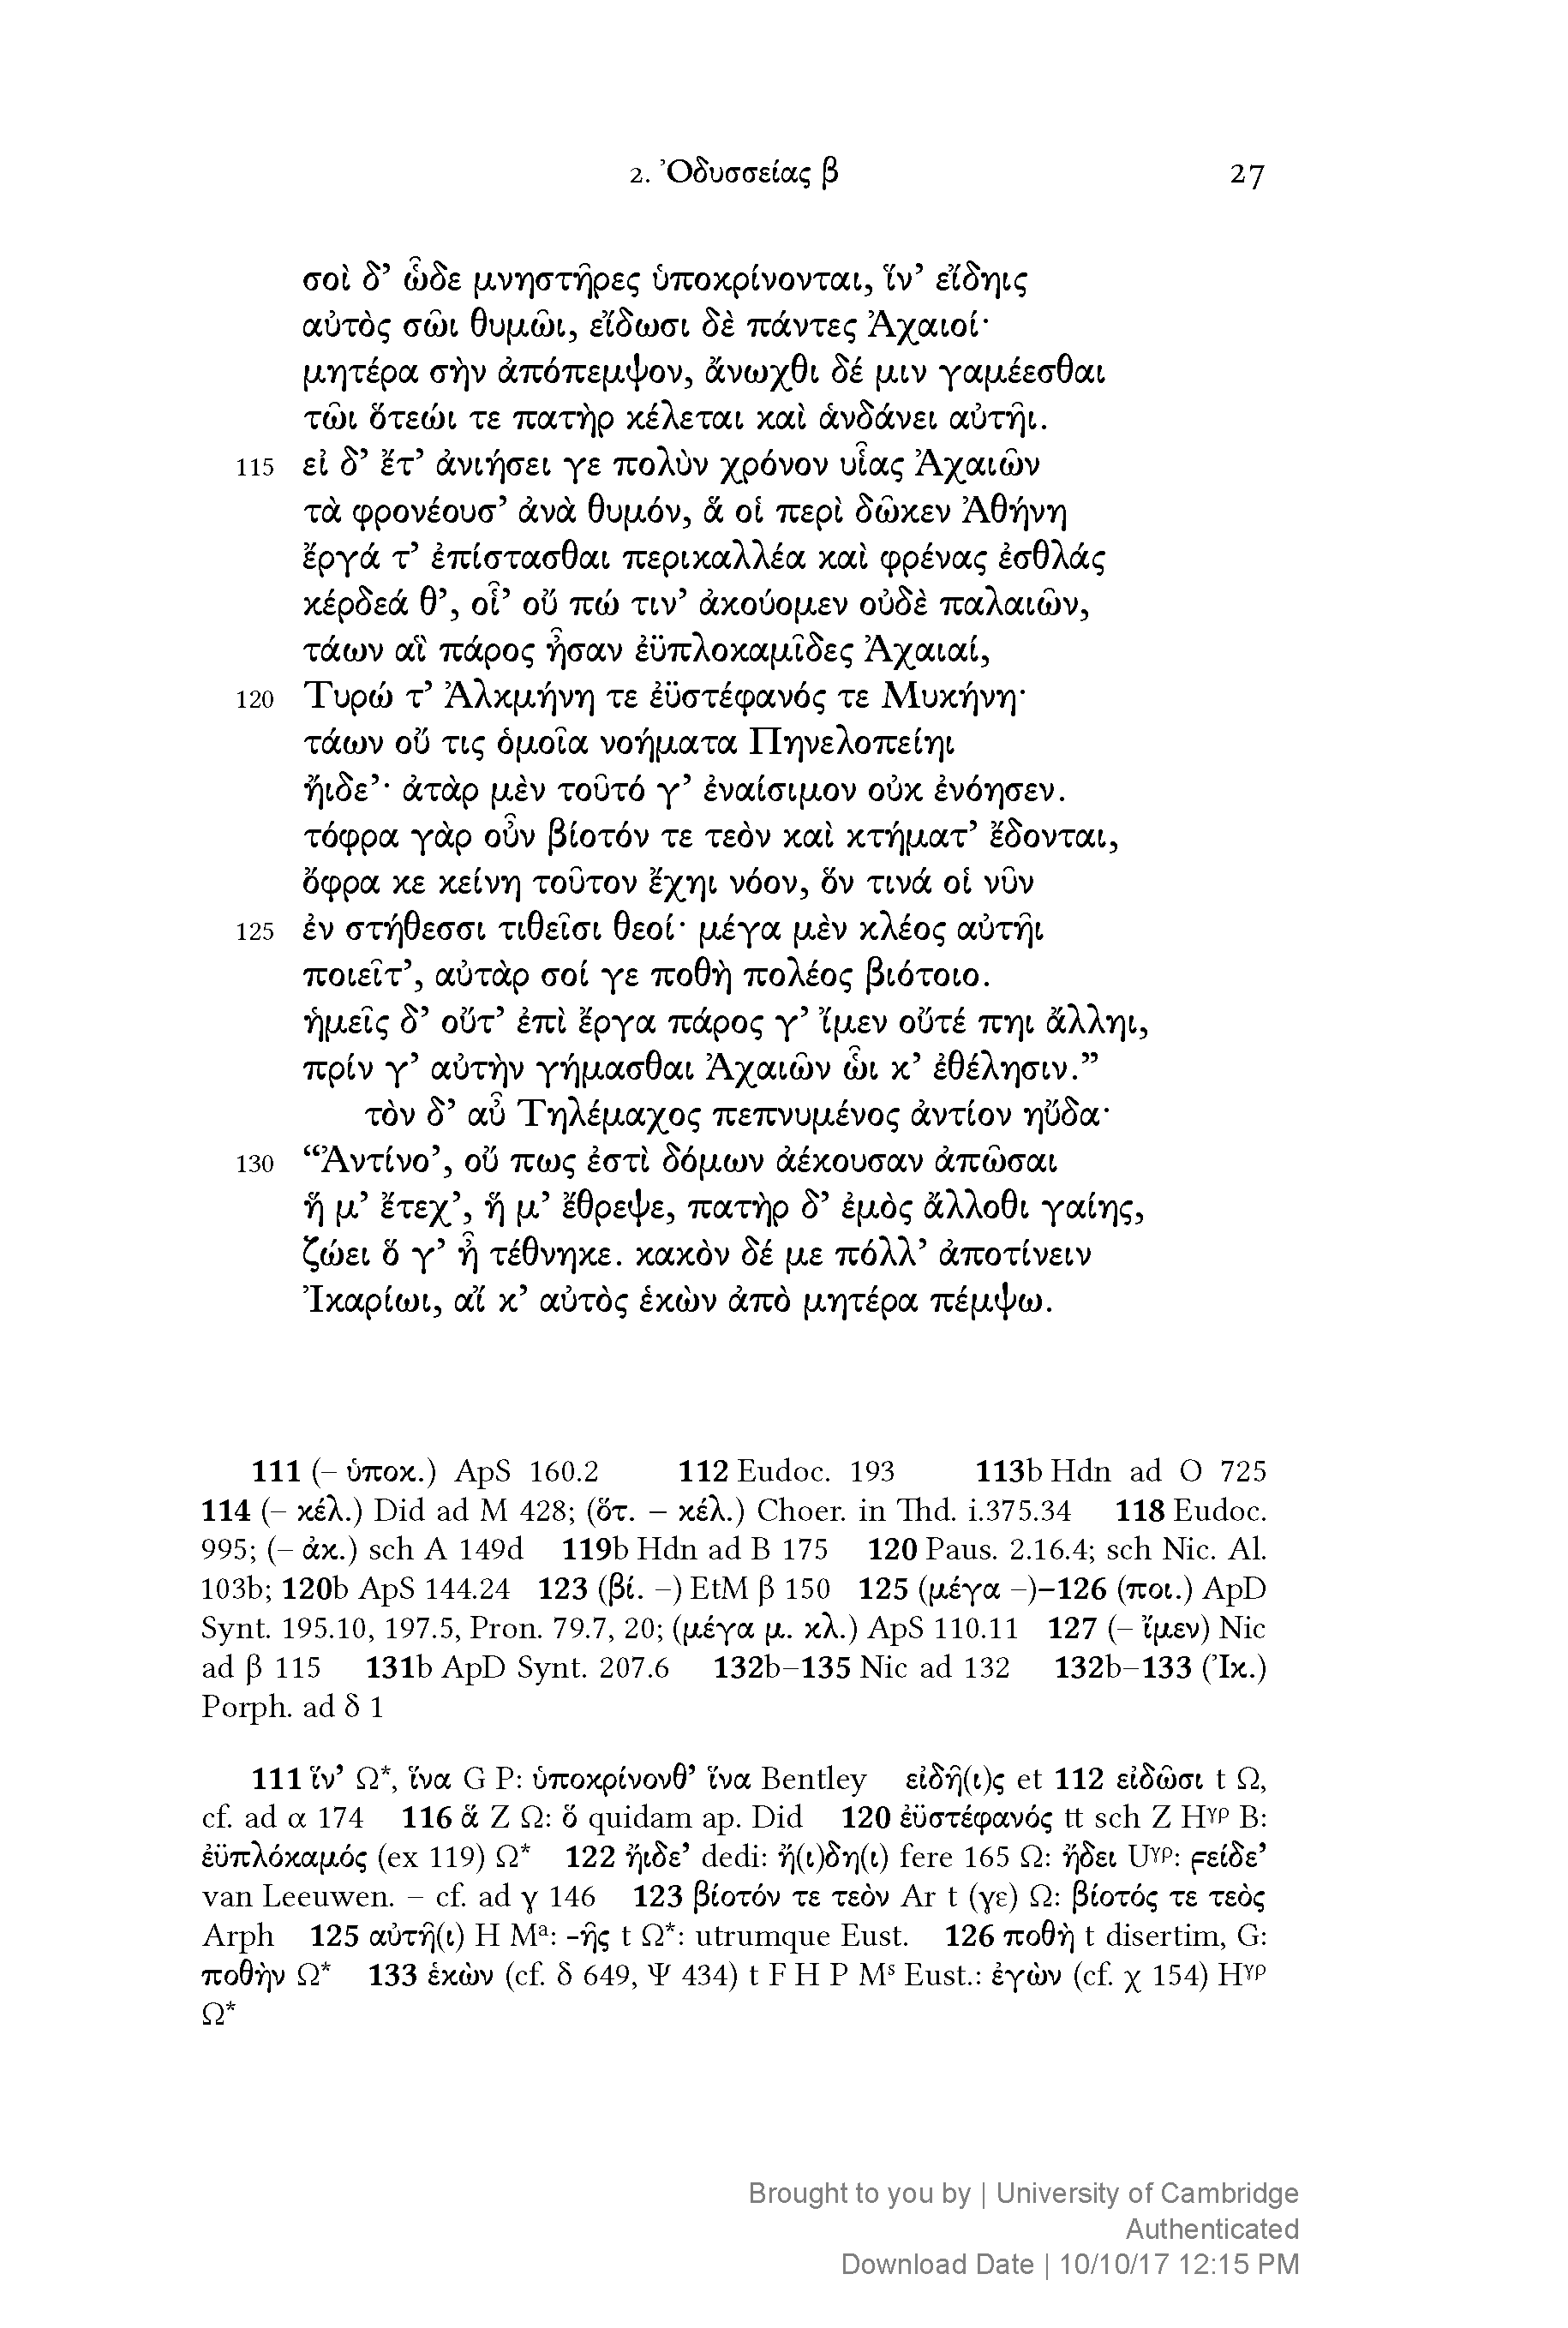 2. Ὀδυσσείας β 27
σοὶ δ’ ὧδε μνηστῆρες ὑποκρίνονται, ἵν’ εἴδηις
αὐτὸς σῶι θυμῶι, εἴδωσι δὲ πάντες Ἀχαιοί·
μητέρα σὴν ἀπόπεμψον, ἄνωχθι δέ μιν γαμέεσθαι
τῶι ὅτεώι τε πατὴρ κέλεται καὶ ἁνδάνει αὐτῆι.
115 εἰ δ’ ἔτ’ ἀνιήσει γε πολὺν χρόνον υἷας Ἀχαιῶν
τὰ φρονέουσ’ ἀνὰ θυμόν, ἅ οἱ περὶ δῶκεν Ἀθήνη
ἔργά τ’ ἐπίστασθαι περικαλλέα καὶ φρένας ἐσθλάς
κέρδεά θ’, οἷ’ οὔ πώ τιν’ ἀκούομεν οὐδὲ παλαιῶν,
τάων αἳ πάρος ἦσαν ἐϋπλοκαμῖδες Ἀχαιαί,
120 Τυρώ τ’ Ἀλκμήνη τε ἐϋστέφανός τε Μυκήνη·
τάων οὔ τις ὁμοῖα νοήματα Πηνελοπείηι
ἤιδε’· ἀτὰρ μὲν τοῦτό γ’ ἐναίσιμον οὐκ ἐνόησεν.
τόφρα γὰρ οὖν βίοτόν τε τεὸν καὶ κτήματ’ ἔδονται,
ὄφρα κε κείνη τοῦτον ἔχηι νόον, ὅν τινά οἱ νῦν
125 ἐν στήθεσσι τιθεῖσι θεοί· μέγα μὲν κλέος αὐτῆι
ποιεῖτ’, αὐτὰρ σοί γε ποθὴ πολέος βιότοιο.
ἡμεῖς δ’ οὔτ’ ἐπὶ ἔργα πάρος γ’ ἴμεν οὔτέ πηι ἄλληι,
πρίν γ’ αὐτὴν γήμασθαι Ἀχαιῶν ὧι κ’ ἐθέλησιν.”
τὸν δ’ αὖ Τηλέμαχος πεπνυμένος ἀντίον ηὔδα·
130 “Ἀντίνο’, οὔ πως ἐστὶ δόμων ἀέκουσαν ἀπῶσαι
ἥ μ’ ἔτεχ’, ἥ μ’ ἔθρεψε, πατὴρ δ’ ἐμὸς ἄλλοθι γαίης,
ζώει ὅ γ’ ἦ τέθνηκε. κακὸν δέ με πόλλ’ ἀποτίνειν
Ἰκαρίωι, αἴ κ’ αὐτὸς ἑκὼν ἀπὸ μητέρα πέμψω.
111 (– ὑποκ.) ApS 160.2 112 Eudoc. 193 113b Hdn ad O 725
114 (– κέλ.) Did ad M 428; (ὅτ. – κέλ.) Choer. in Thd. i.375.34 118 Eudoc.
995; (– ἀκ.) sch A 149d 119b Hdn ad B 175 120 Paus. 2.16.4; sch Nic. Al.
103b; 120b ApS 144.24 123 (βί. –) EtM β 150 125 (μέγα –)–126 (ποι.) ApD
Synt. 195.10, 197.5, Pron. 79.7, 20; (μέγα μ. κλ.) ApS 110.11 127 (– ἴμεν) Nic
ad β 115 131b ApD Synt. 207.6 132b–135 Nic ad 132 132b–133 (Ἰκ.)
Porph. ad δ 1
111 ἵν’ Ω*, ἵνα G P: ὑποκρίνονθ’ ἵνα Bentley εἰδῆ(ι)ς et 112 εἰδῶσι t Ω,
cf. ad α 174 116 ἅ Z Ω: ὅ quidam ap. Did 120 ἐϋστέφανός tt sch Z Hγρ B:
ἐϋπλόκαμός (ex 119) Ω* 122 ἤιδε’ dedi: ἤ(ι)δη(ι) fere 165 Ω: ἤδει Uγρ: ϝείδε’
van Leeuwen. – cf. ad γ 146 123 βίοτόν τε τεὸν Ar t (γε) Ω: βίοτός τε τεὸς
Arph 125 αὐτῆ(ι) H Mª: -ῆς t Ω*: utrumque Eust. 126 ποθὴ t disertim, G:
ποθὴν Ω* 133 ἑκὼν (cf. δ 649, Ψ 434) t F H P Mˢ Eust.: ἐγὼν (cf. χ 154) Hγρ
Ω*
Brought to you by | University of Cambridge
Authenticated
Download Date | 10/10/17 12:15 PM